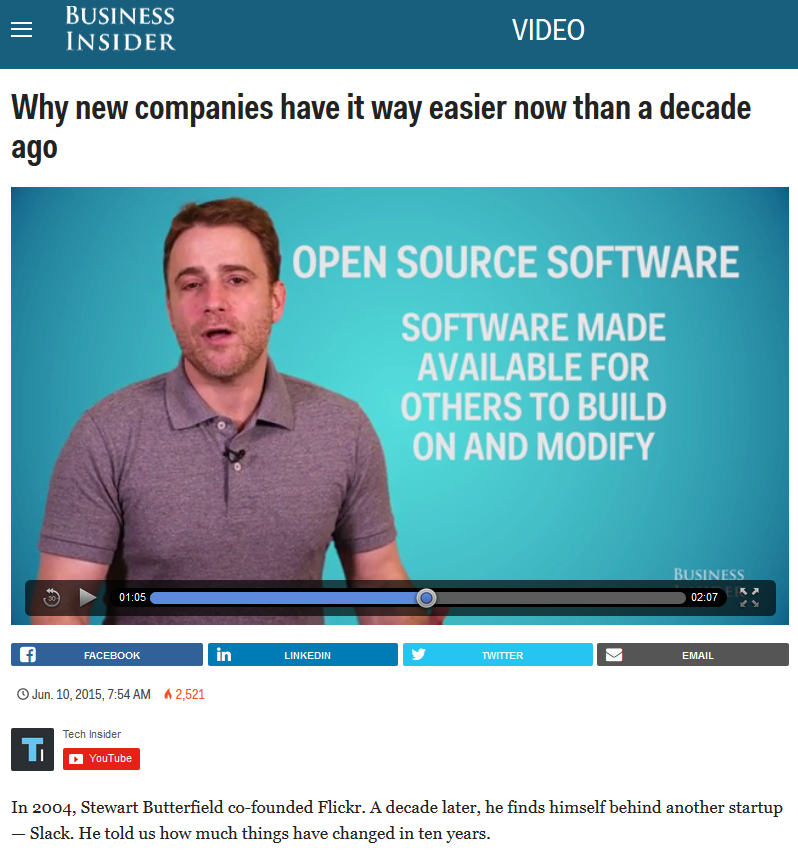 BUSINESS
INSIDER
VIDEO
Why new companies have it way easier now than a decade
ago
OPEN SOURCE SOFTWARE
SOFTWARE MADE
AVAILABLE FOR
OTHERS TO BUILD
ON AND MODIFY
BUSINESS
30
01:05
02:07
FACEBOOK
LINKEDIN
TWITTER
EMAIL
Jun. 10, 2015, 7:54 AM 2,521
TI
Tech Insider
YouTube
In 2004, Stewart Butterfield co-founded Flickr. A decade later, he finds himself behind another startup
— Slack. He told us how much things have changed in ten years.